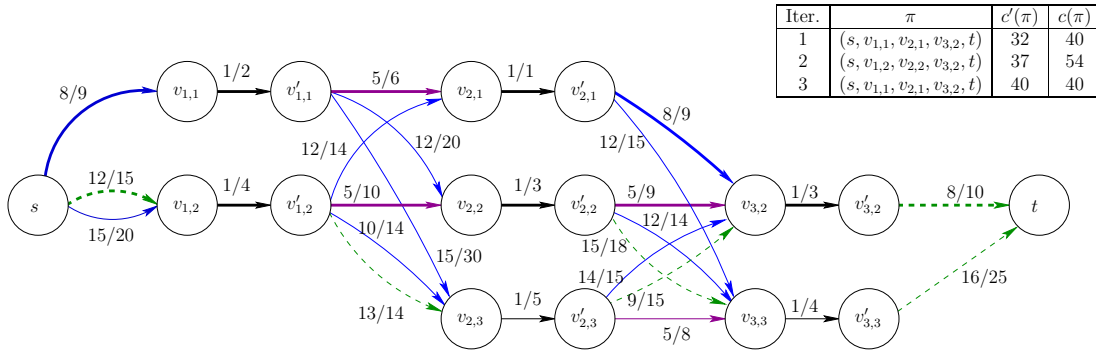 Iter. π c′(π) c(π)
1 (s, v1,1, v2,1, v3,2, t) 32 40
2 (s, v1,2, v2,2, v3,2, t) 37 54
3 (s, v1,1, v2,1, v3,2, t) 40 40
8/9
v1,1
1/2
v′1,1
5/6
v2,1
1/1
v′2,1
8/9
12/14
12/20
12/15
s
12/15
15/20
v1,2
1/4
v′1,2
5/10
v2,2
1/3
v′2,2
5/9
v3,2
1/3
v′3,2
8/10
t
10/14
12/14
15/30
15/18
14/15
16/25
13/14
9/15
v2,3
1/5
v′2,3
5/8
v3,3
1/4
v′3,3